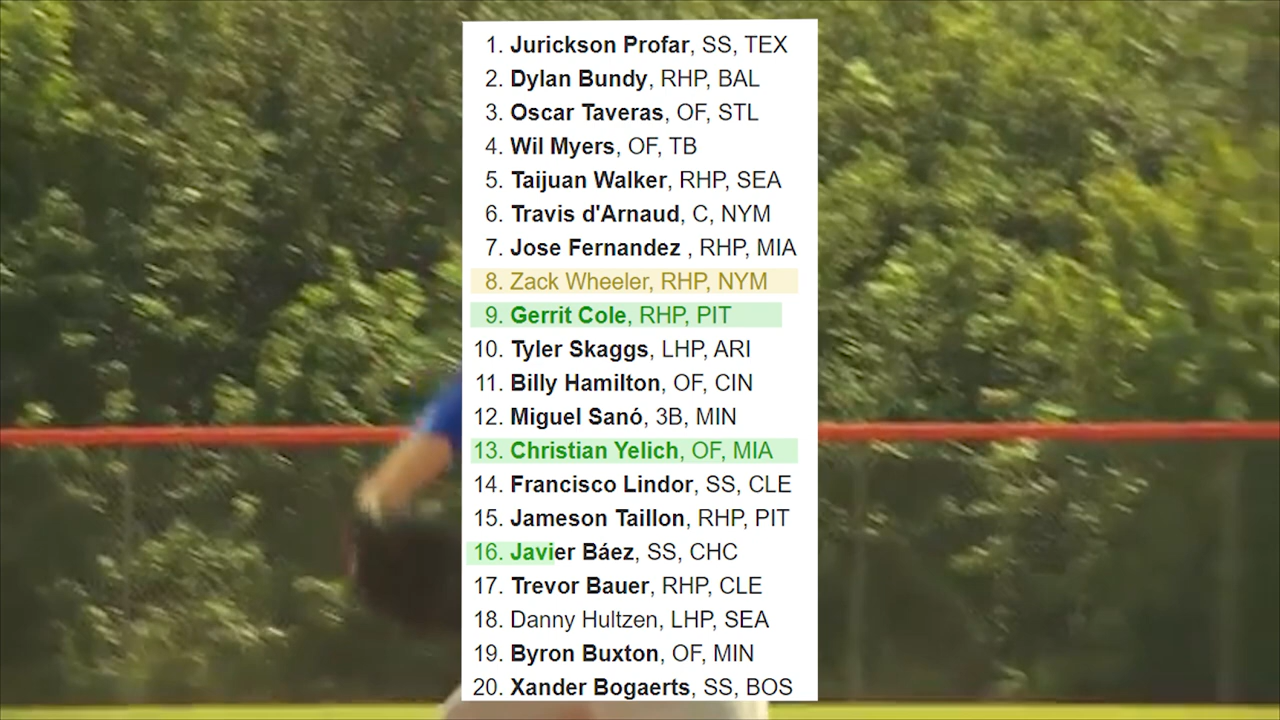 1. Jurickson Profar, SS, TEX
2. Dylan Bundy, RHP, BAL
3. Oscar Taveras, OF, STL
4. Wil Myers, OF, TB
5. Taijuan Walker, RHP, SEA
6. Travis d'Arnaud, C, NYM
7. Jose Fernandez , RHP, MIA
8. Zack Wheeler, RHP, NYM
9. Gerrit Cole, RHP, PIT
10. Tyler Skaggs, LHP, ARI
11. Billy Hamilton, OF, CIN
12. Miguel Sanó, 3B, MIN
13. Christian Yelich, OF, MIA
14. Francisco Lindor, SS, CLE
15. Jameson Taillon, RHP, PIT
16. Javier Báez, SS, CHC
17. Trevor Bauer, RHP, CLE
18. Danny Hultzen, LHP, SEA
19. Byron Buxton, OF, MIN
20. Xander Bogaerts, SS, BOS